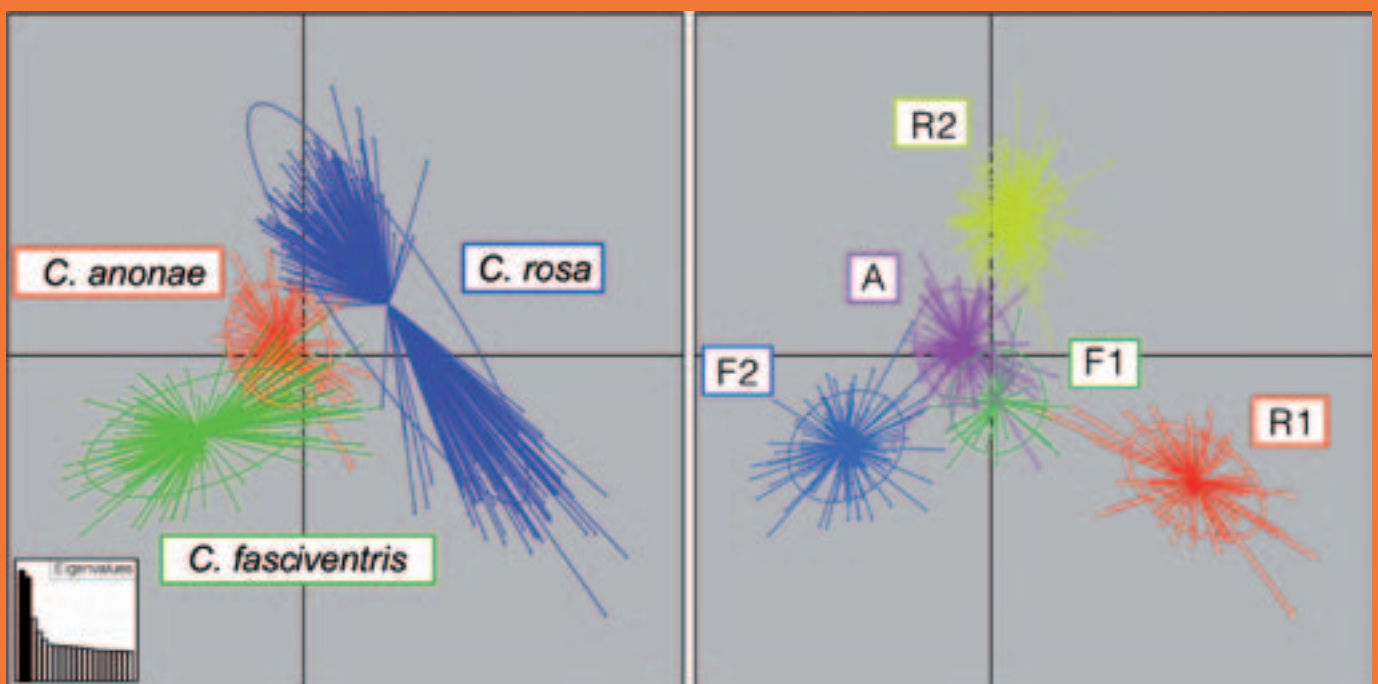 C. anonae
C. rosa
C. fasciventris
Eigenvalues
R2
A
F2
F1
R1